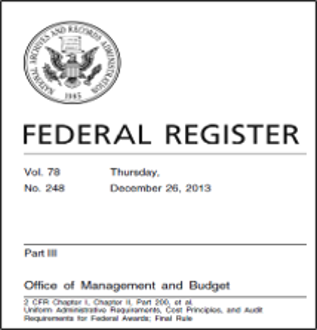 NATIONAL ARCHIVES AND RECORDS ADMINISTRATION
1985
FEDERAL REGISTER
Vol. 78 Thursday,
No. 248 December 26, 2013
Part III
Office of Management and Budget
2 CFR Chapter I, Chapter II, Part 200, et al.
Uniform Administrative Requirements, Cost Principles, and Audit
Requirements for Federal Awards; Final Rule